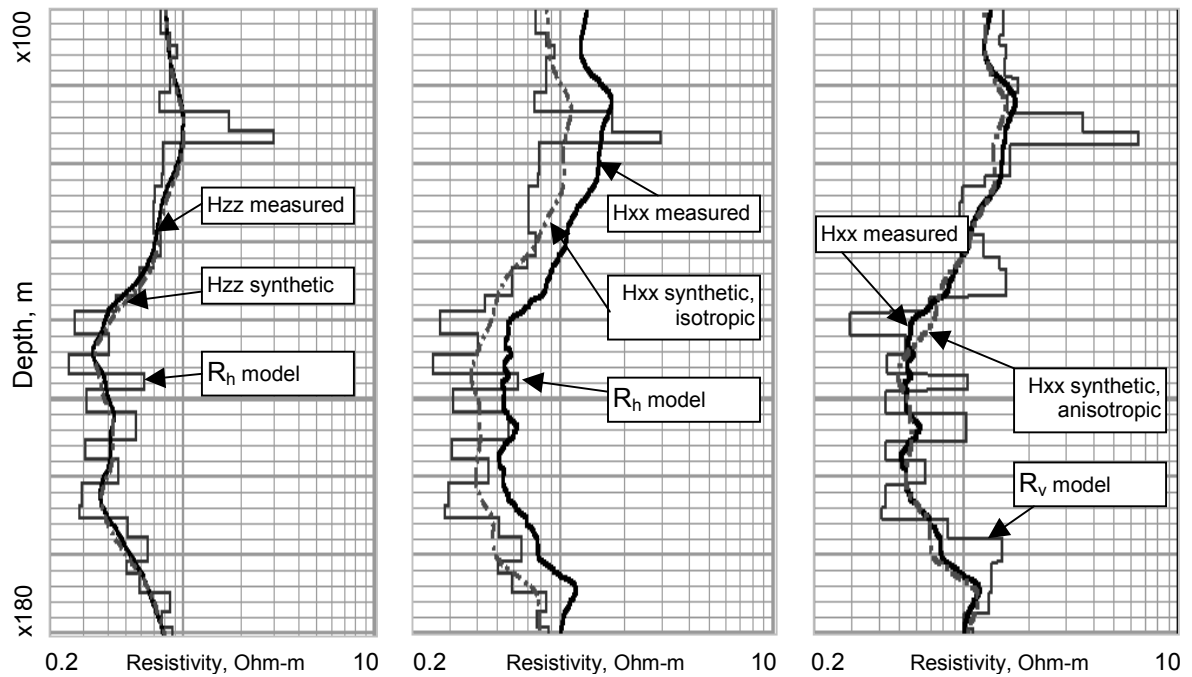 x100
Depth, m
x180
Hzz measured
Hzz synthetic
Rh model
0.2 Resistivity, Ohm-m 10
Hxx measured
Hxx synthetic,
isotropic
Rh model
0.2 Resistivity, Ohm-m 10
Hxx measured
Hxx synthetic,
anisotropic
Rv model
0.2 Resistivity, Ohm-m 10